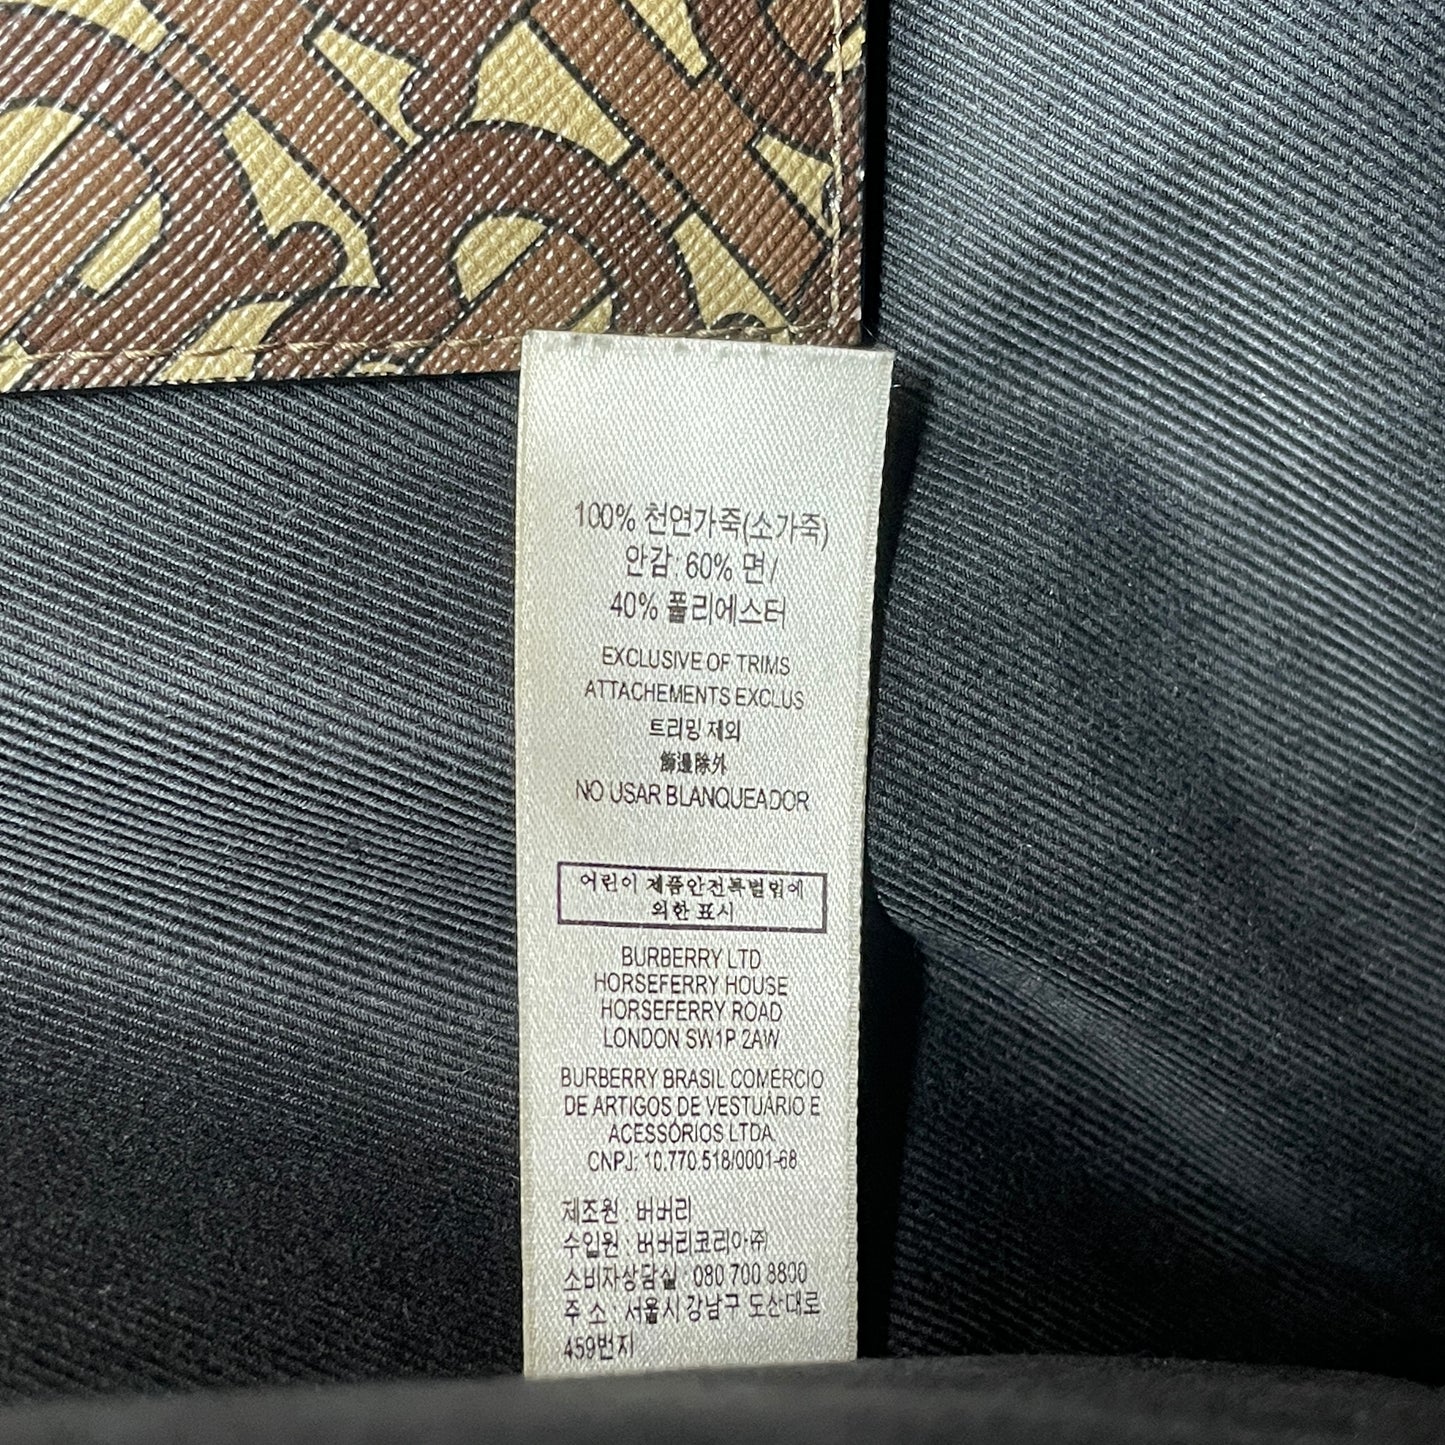 100% 천연가죽(소가죽)
안감: 60% 면 /
40% 폴리에스터
EXCLUSIVE OF TRIMS
ATTACHEMENTS EXCLUS
트리밍 제외
飾邊除外
NO USAR BLANQUEADOR
어린이 제품안전특별법에
의한 표시
BURBERRY LTD
HORSEFERRY HOUSE
HORSEFERRY ROAD
LONDON SW1P 2AW
BURBERRY BRASIL COMÉRCIO
DE ARTIGOS DE VESTUÁRIO E
ACESSÓRIOS LTDA
CNPJ: 10.770.518/0001-68
제조원 : 버버리
수입원 : 버버리코리아㈜
소비자상담실 : 080 700 8800
주 소 : 서울시 강남구 도산대로
459번지